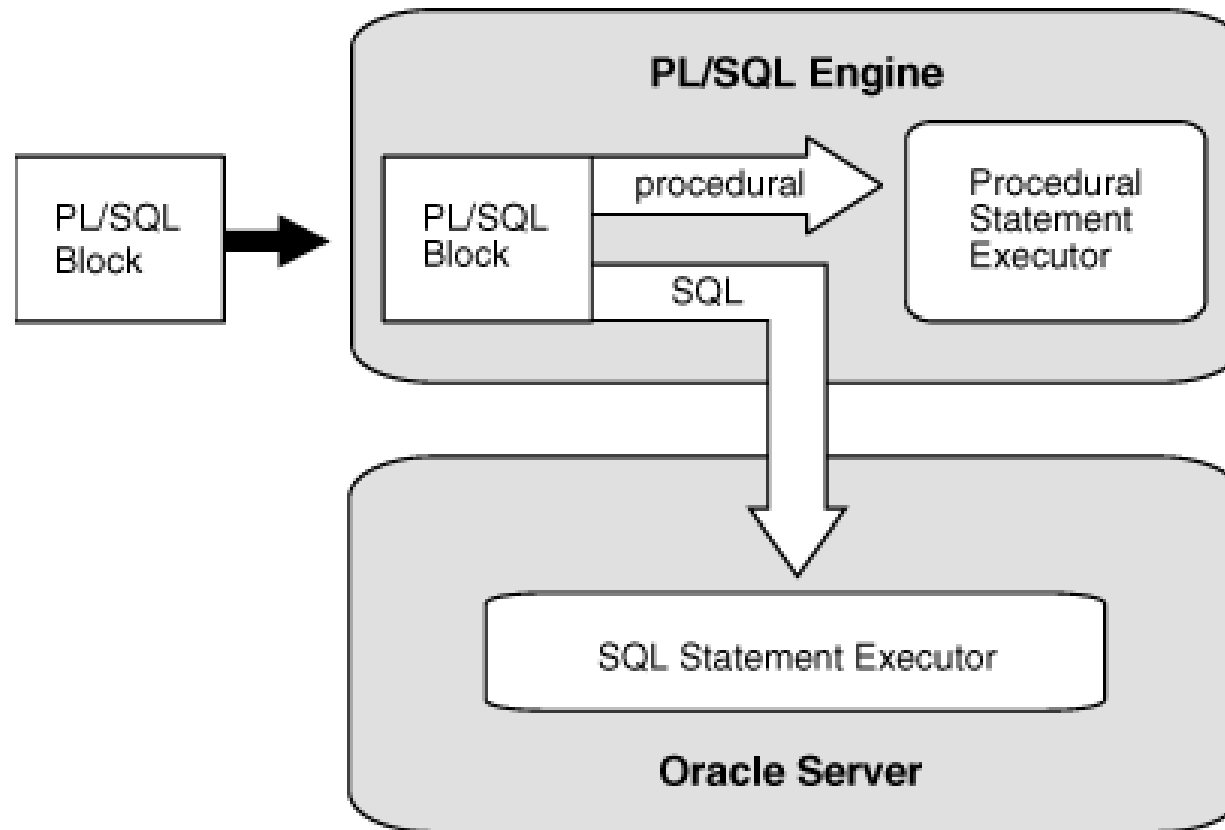 PL/SQL Engine
PL/SQL
Block
PL/SQL
Block
procedural
SQL
Procedural
Statement
Executor
SQL Statement Executor
Oracle Server